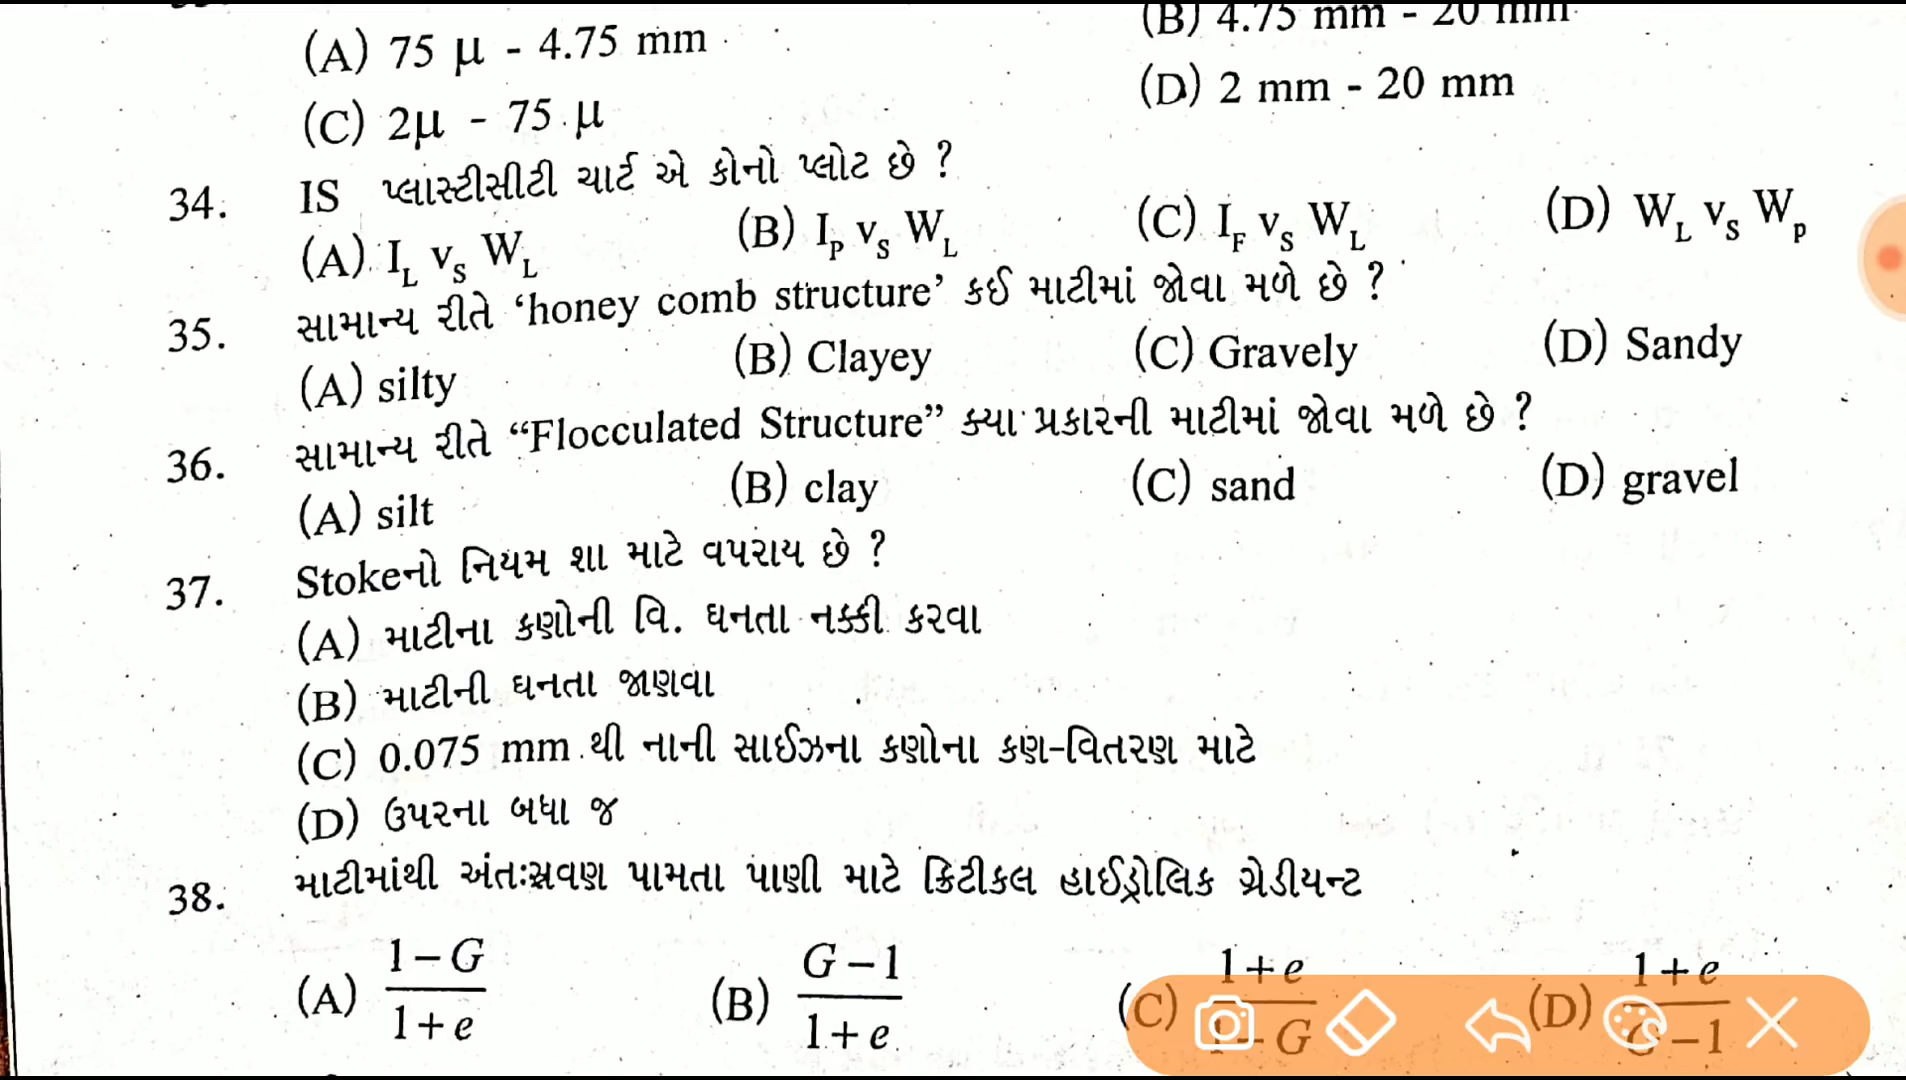 (A) 75 μ - 4.75 mm
(B) 4.75 mm - 20 mm
(C) 2μ - 75 μ
(D) 2 mm - 20 mm
34. IS પ્લાસ્ટીસીટી ચાર્ટ એ કોનો પ્લોટ છે ?
(A) I_L v_s W_L (B) I_P v_s W_L (C) I_F v_s W_L (D) W_L v_s W_p
35. સામાન્ય રીતે ‘honey comb structure’ કઈ માટીમાં જોવા મળે છે ?
(A) silty (B) Clayey (C) Gravely (D) Sandy
36. સામાન્ય રીતે “Flocculated Structure” ક્યા પ્રકારની માટીમાં જોવા મળે છે ?
(A) silt (B) clay (C) sand (D) gravel
37. Stokeનો નિયમ શા માટે વપરાય છે ?
(A) માટીના કણોની વિ. ઘનતા નક્કી કરવા
(B) માટીની ઘનતા જાણવા
(C) 0.075 mm થી નાની સાઈઝના કણોના કણ-વિતરણ માટે
(D) ઉપરના બધા જ
38. માટીમાંથી અંતઃસ્રવણ પામતા પાણી માટે ક્રિટીકલ હાઈડ્રોલિક ગ્રેડીયન્ટ
(A) 1-G / 1+e (B) G-1 / 1+e (C) 1+e / 1-G (D) 1+e / G-1